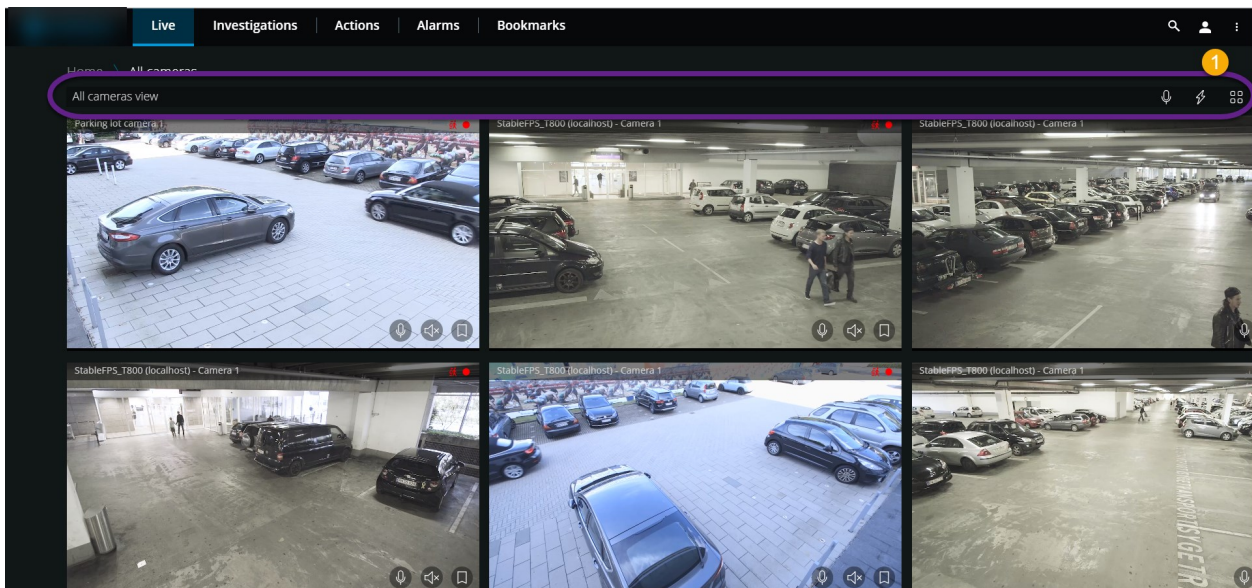 Live Investigations Actions Alarms Bookmarks
1
Home All cameras
All cameras view
Parking lot camera 1
StableFPS_T800 (localhost) - Camera 1
StableFPS_T800 (localhost) - Camera 1
StableFPS_T800 (localhost) - Camera 1
StableFPS_T800 (localhost) - Camera 1
StableFPS_T800 (localhost) - Camera 1